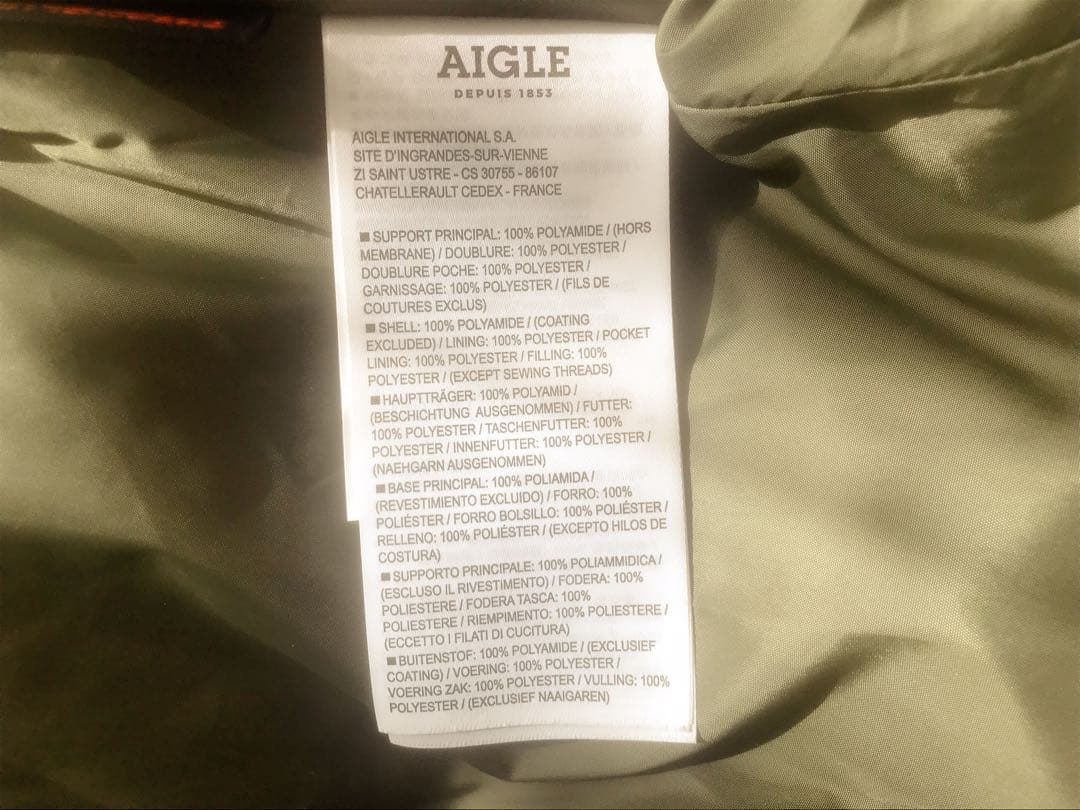 AIGLE
DEPUIS 1853
AIGLE INTERNATIONAL S.A.
SITE D'INGRANDES-SUR-VIENNE
ZI SAINT USTRE - CS 30755 - 86107
CHATELLERAULT CEDEX - FRANCE
■ SUPPORT PRINCIPAL: 100% POLYAMIDE / (HORS
MEMBRANE) / DOUBLURE: 100% POLYESTER /
DOUBLURE POCHE: 100% POLYESTER /
GARNISSAGE: 100% POLYESTER / (FILS DE
COUTURES EXCLUS)
■ SHELL: 100% POLYAMIDE / (COATING
EXCLUDED) / LINING: 100% POLYESTER / POCKET
LINING: 100% POLYESTER / FILLING: 100%
POLYESTER / (EXCEPT SEWING THREADS)
■ HAUPTTRÄGER: 100% POLYAMID /
(BESCHICHTUNG AUSGENOMMEN) / FUTTER:
100% POLYESTER / TASCHENFUTTER: 100%
POLYESTER / INNENFUTTER: 100% POLYESTER /
(NAEHGARN AUSGENOMMEN)
■ BASE PRINCIPAL: 100% POLIAMIDA /
(REVESTIMIENTO EXCLUIDO) / FORRO: 100%
POLIÉSTER / FORRO BOLSILLO: 100% POLIÉSTER /
RELLENO: 100% POLIÉSTER / (EXCEPTO HILOS DE
COSTURA)
■ SUPPORTO PRINCIPALE: 100% POLIAMMIDICA /
(ESCLUSO IL RIVESTIMENTO) / FODERA: 100%
POLIESTERE / FODERA TASCA: 100%
POLIESTERE / RIEMPIMENTO: 100% POLIESTERE /
(ECCETTO I FILATI DI CUCITURA)
■ BUITENSTOF: 100% POLYAMIDE / (EXCLUSIEF
COATING) / VOERING: 100% POLYESTER /
VOERING ZAK: 100% POLYESTER / VULLING: 100%
POLYESTER / (EXCLUSIEF NAAIGAREN)